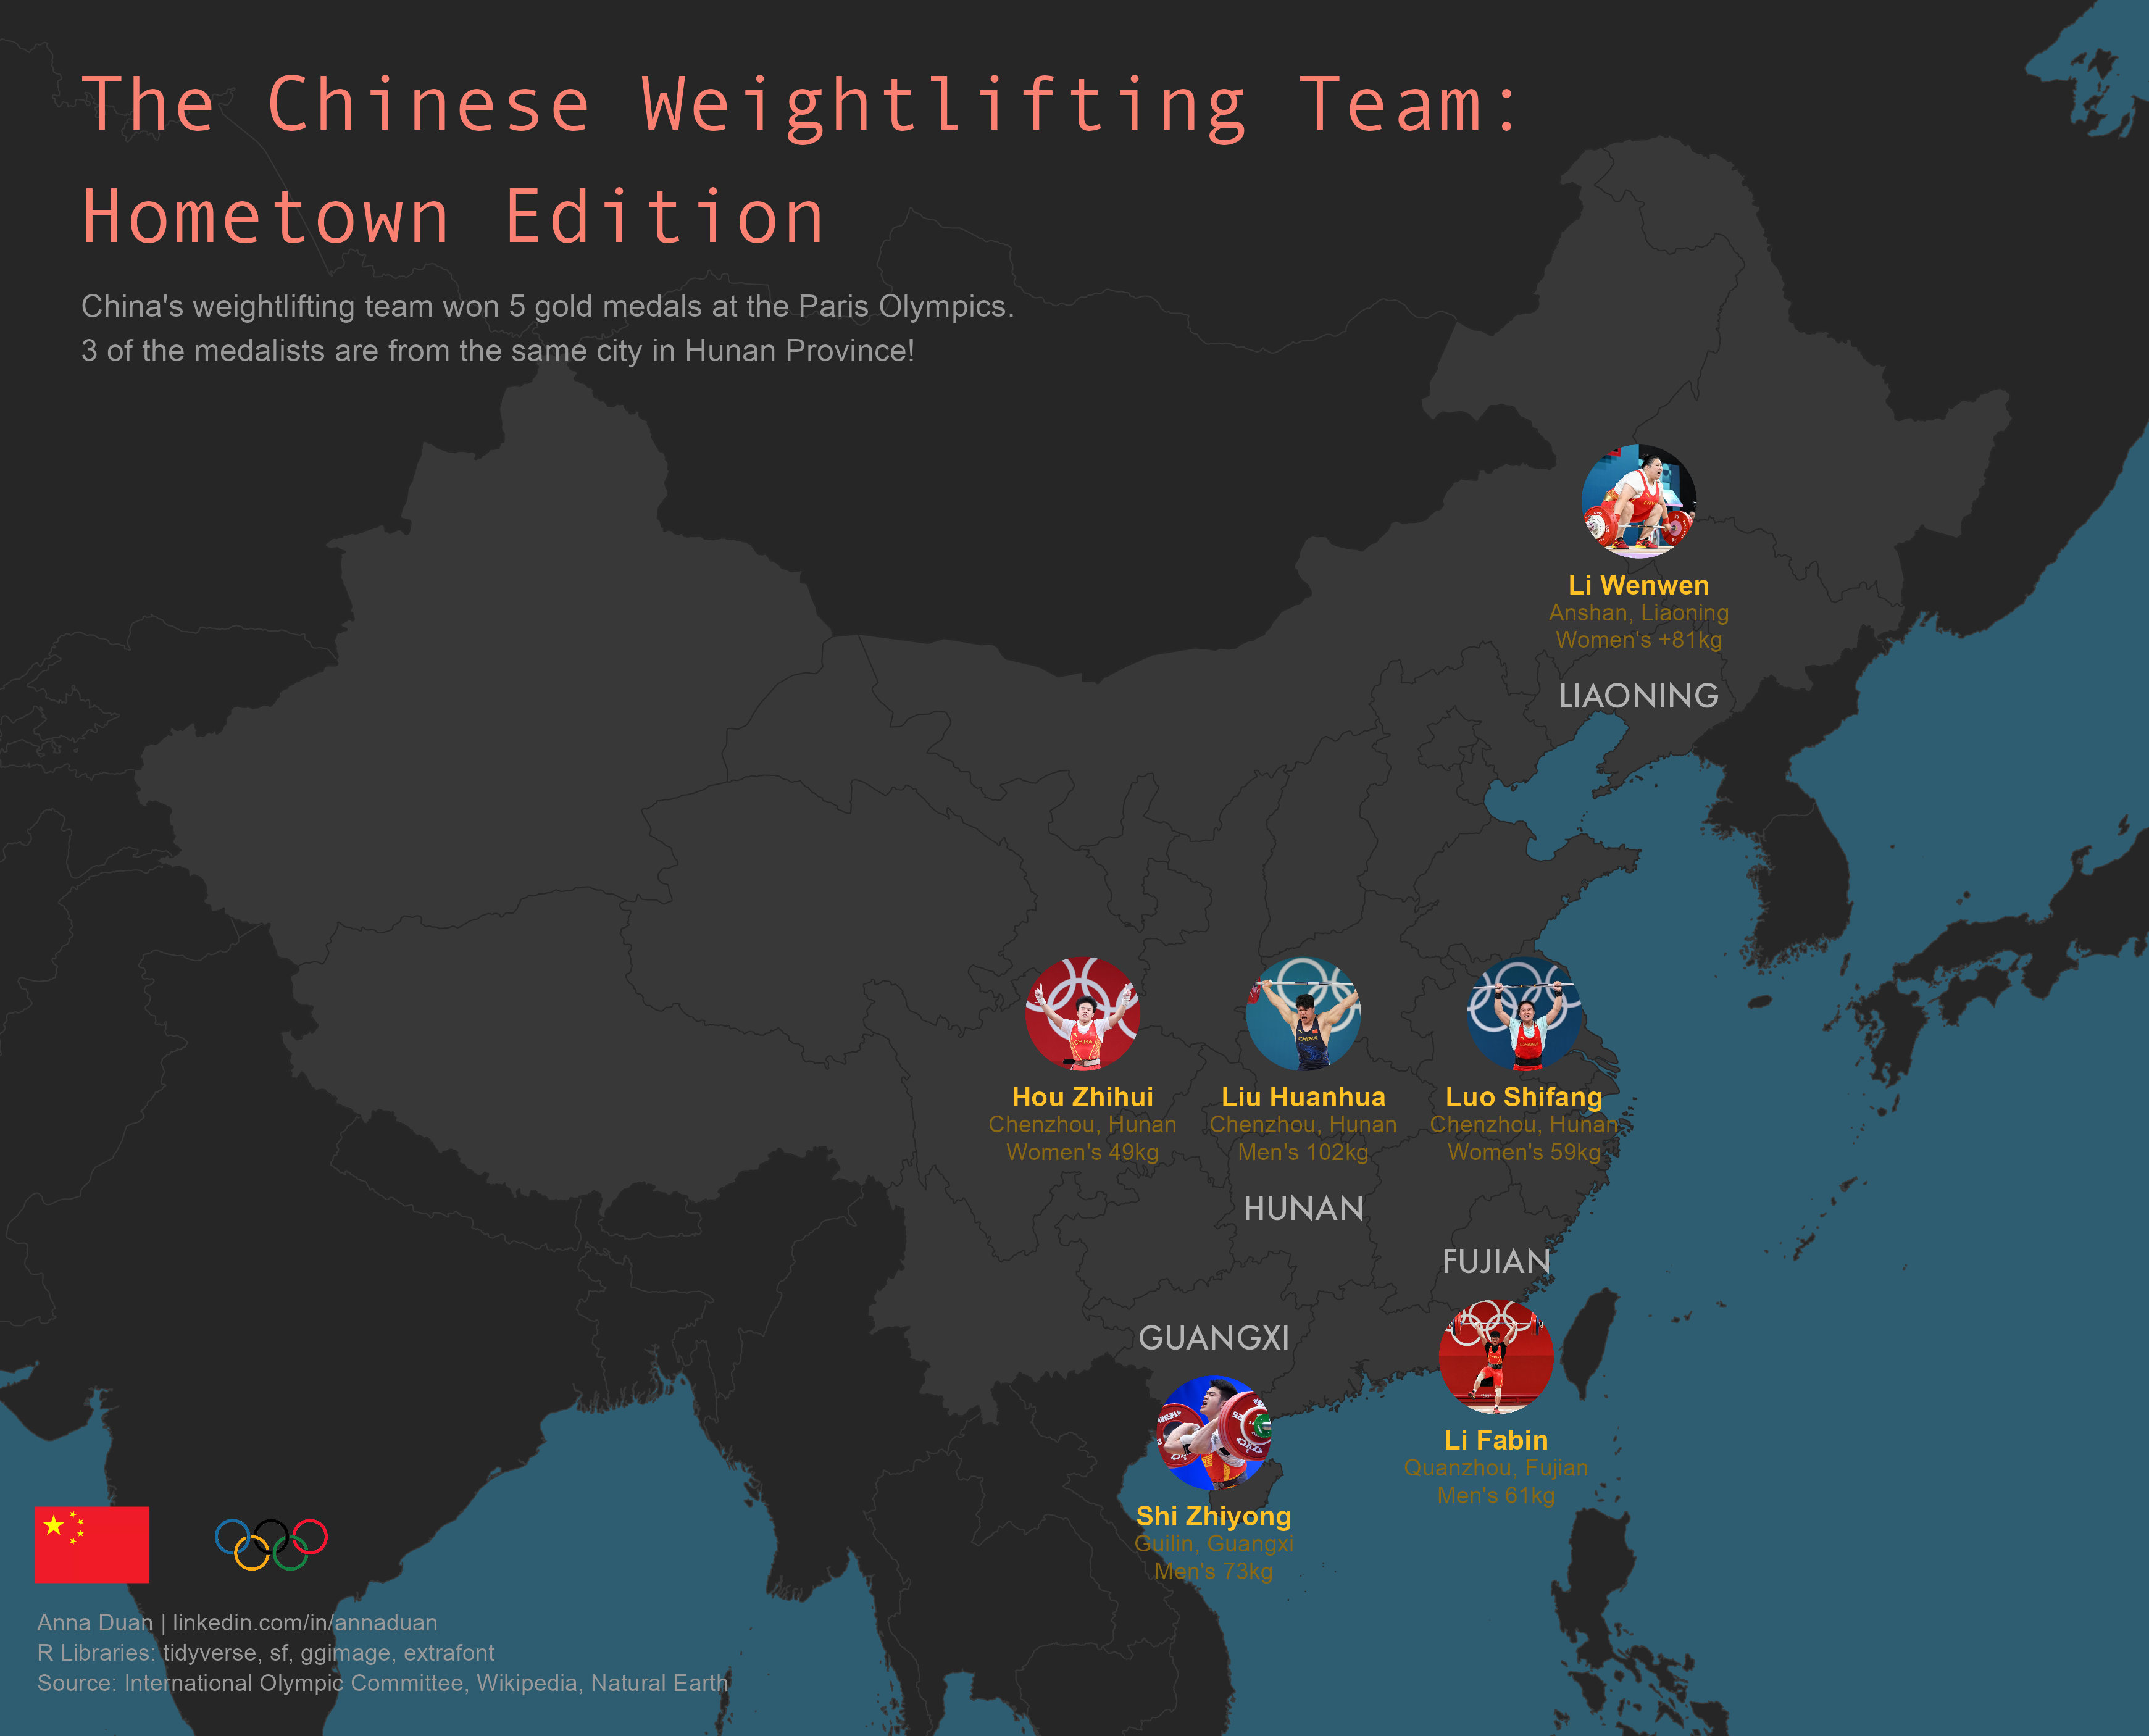 The Chinese Weightlifting Team:
Hometown Edition
China's weightlifting team won 5 gold medals at the Paris Olympics.
3 of the medalists are from the same city in Hunan Province!
Li Wenwen
Anshan, Liaoning
Women's +81kg
LIAONING
Hou Zhihui
Chenzhou, Hunan
Women's 49kg
Liu Huanhua
Chenzhou, Hunan
Men's 102kg
Luo Shifang
Chenzhou, Hunan
Women's 59kg
HUNAN
FUJIAN
Li Fabin
Quanzhou, Fujian
Men's 61kg
GUANGXI
Shi Zhiyong
Guilin, Guangxi
Men's 73kg
Anna Duan | linkedin.com/in/annaduan
R Libraries: tidyverse, sf, ggimage, extrafont
Source: International Olympic Committee, Wikipedia, Natural Earth